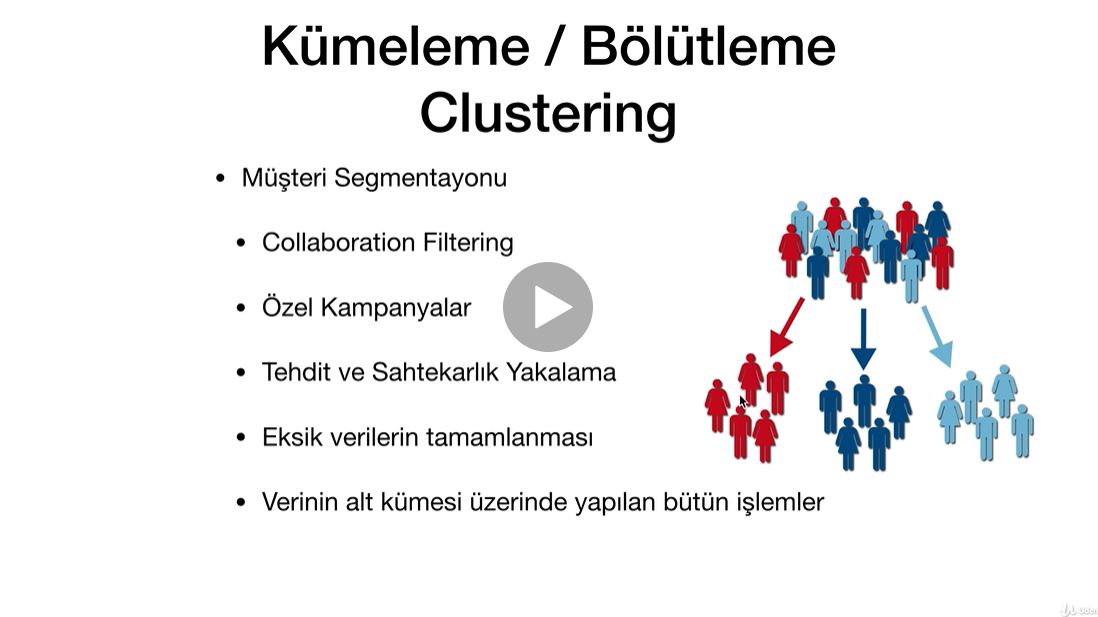 Kümeleme / Bölütleme
Clustering
• Müşteri Segmentayonu
• Collaboration Filtering
• Özel Kampanyalar
• Tehdit ve Sahtekarlık Yakalama
• Eksik verilerin tamamlanması
• Verinin alt kümesi üzerinde yapılan bütün işlemler